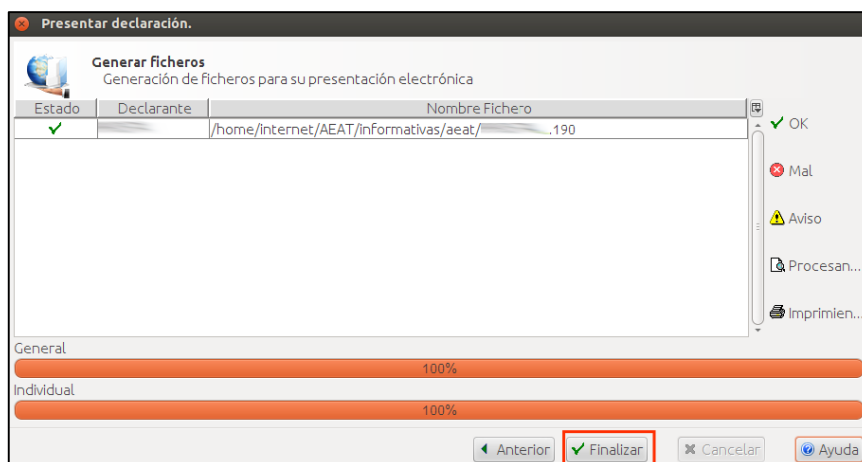 Presentar declaración.
Generar ficheros
Generación de ficheros para su presentación electrónica
Estado Declarante Nombre Fichero
/home/internet/AEAT/informativas/aeat/ .190
OK
Mal
Aviso
Procesan...
Imprimien...
General
100%
Individual
100%
Anterior Finalizar Cancelar Ayuda